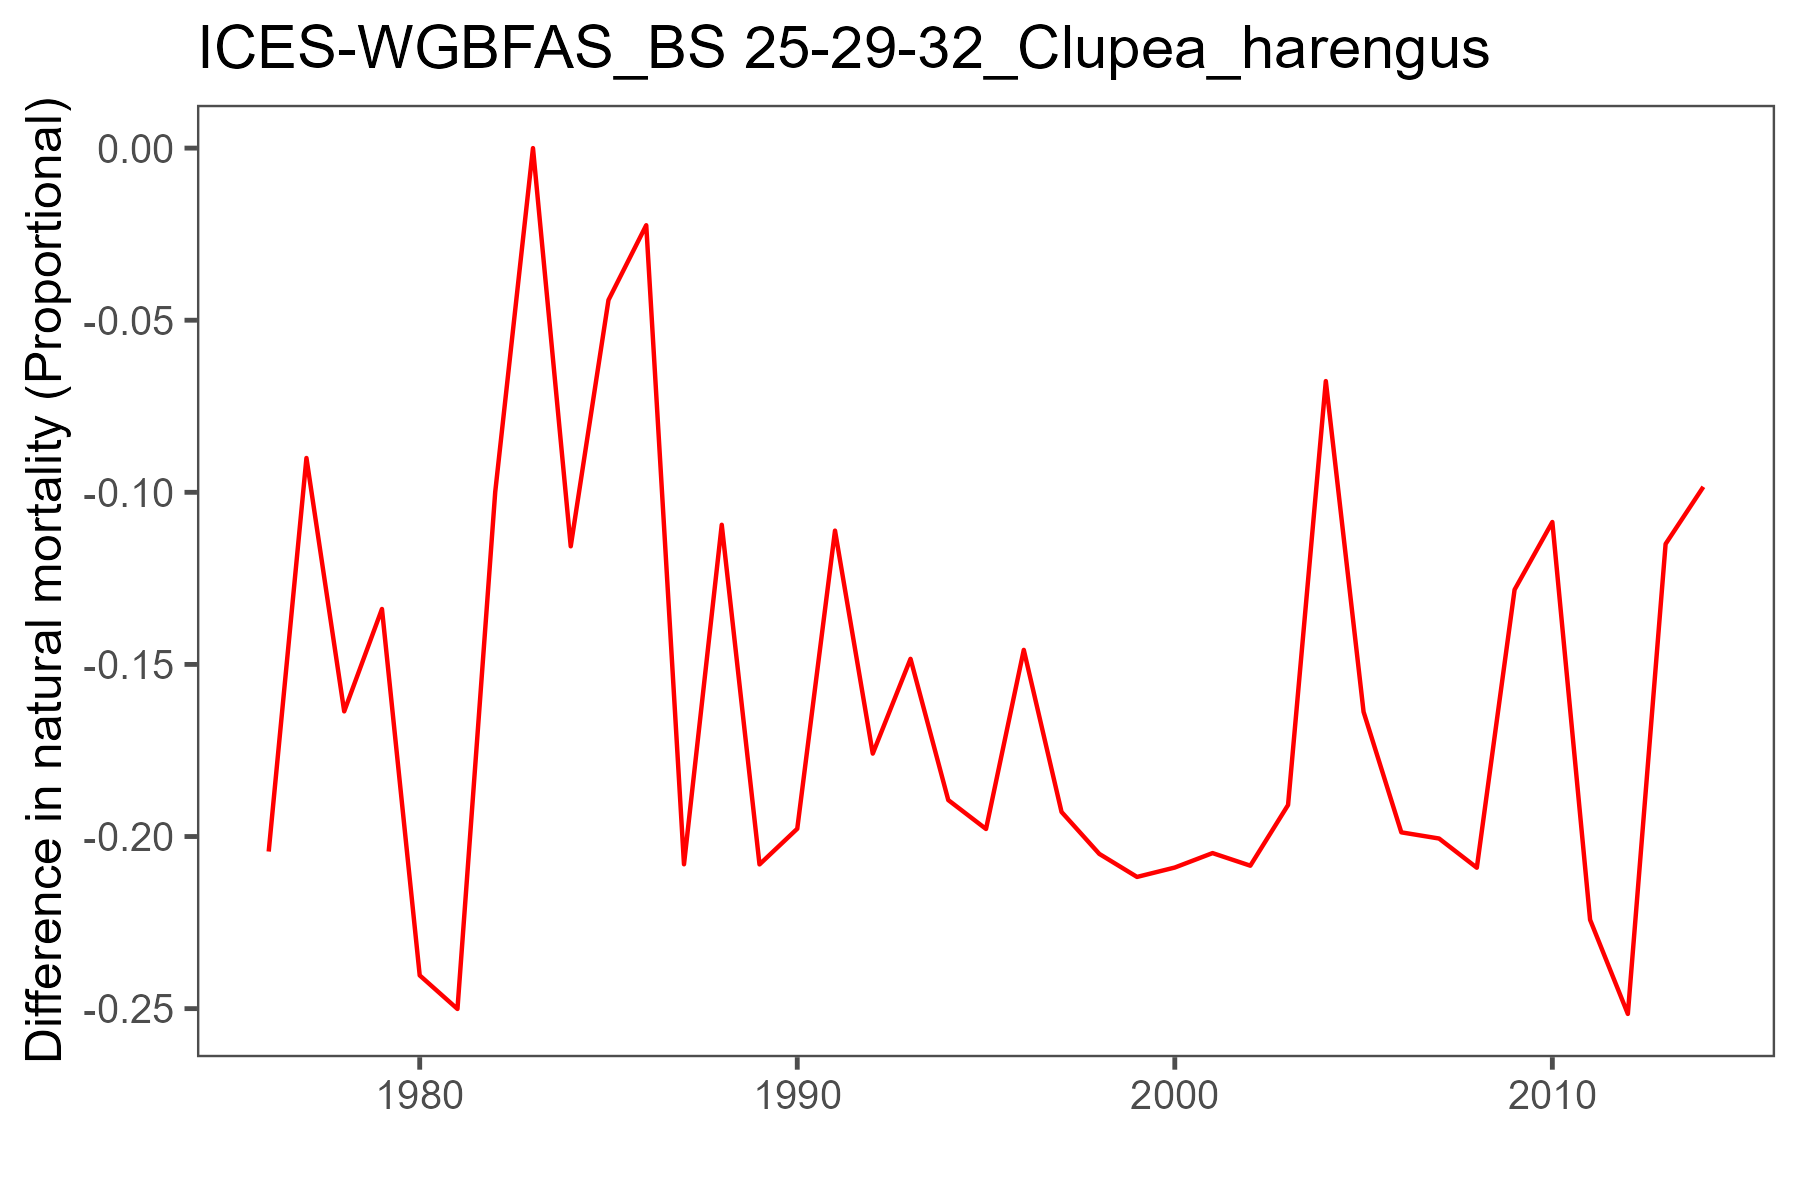 ICES-WGBFAS_BS 25-29-32_Clupea_harengus
Difference in natural mortality (Proportional)
0.00
-0.05
-0.10
-0.15
-0.20
-0.25
1980 1990 2000 2010